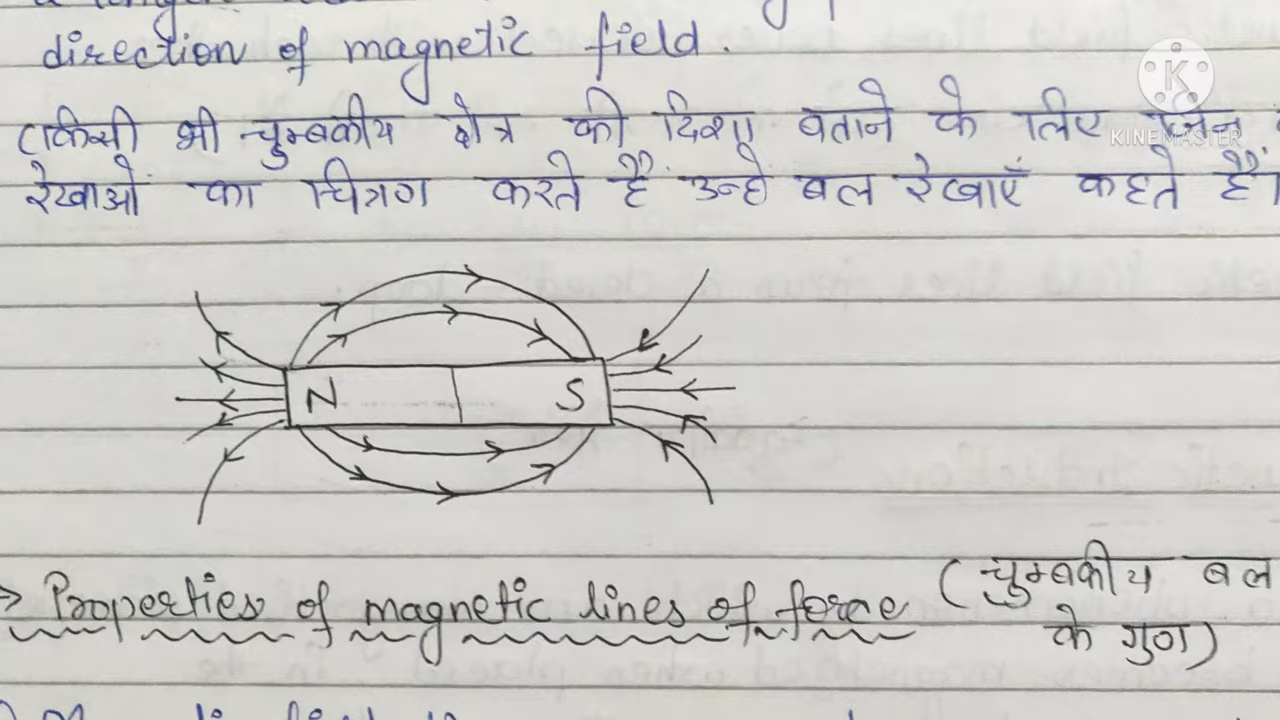 direction of magnetic field.
(किसी भी चुम्बकीय क्षेत्र की दिशा बताने के लिए जिन
रेखाओं का चित्रण करते हैं उन्हे बल रेखाएँ कहते हैं।
K
KINEMASTER
N S
→ Properties of magnetic lines of force (चुम्बकीय बल
के गुण)